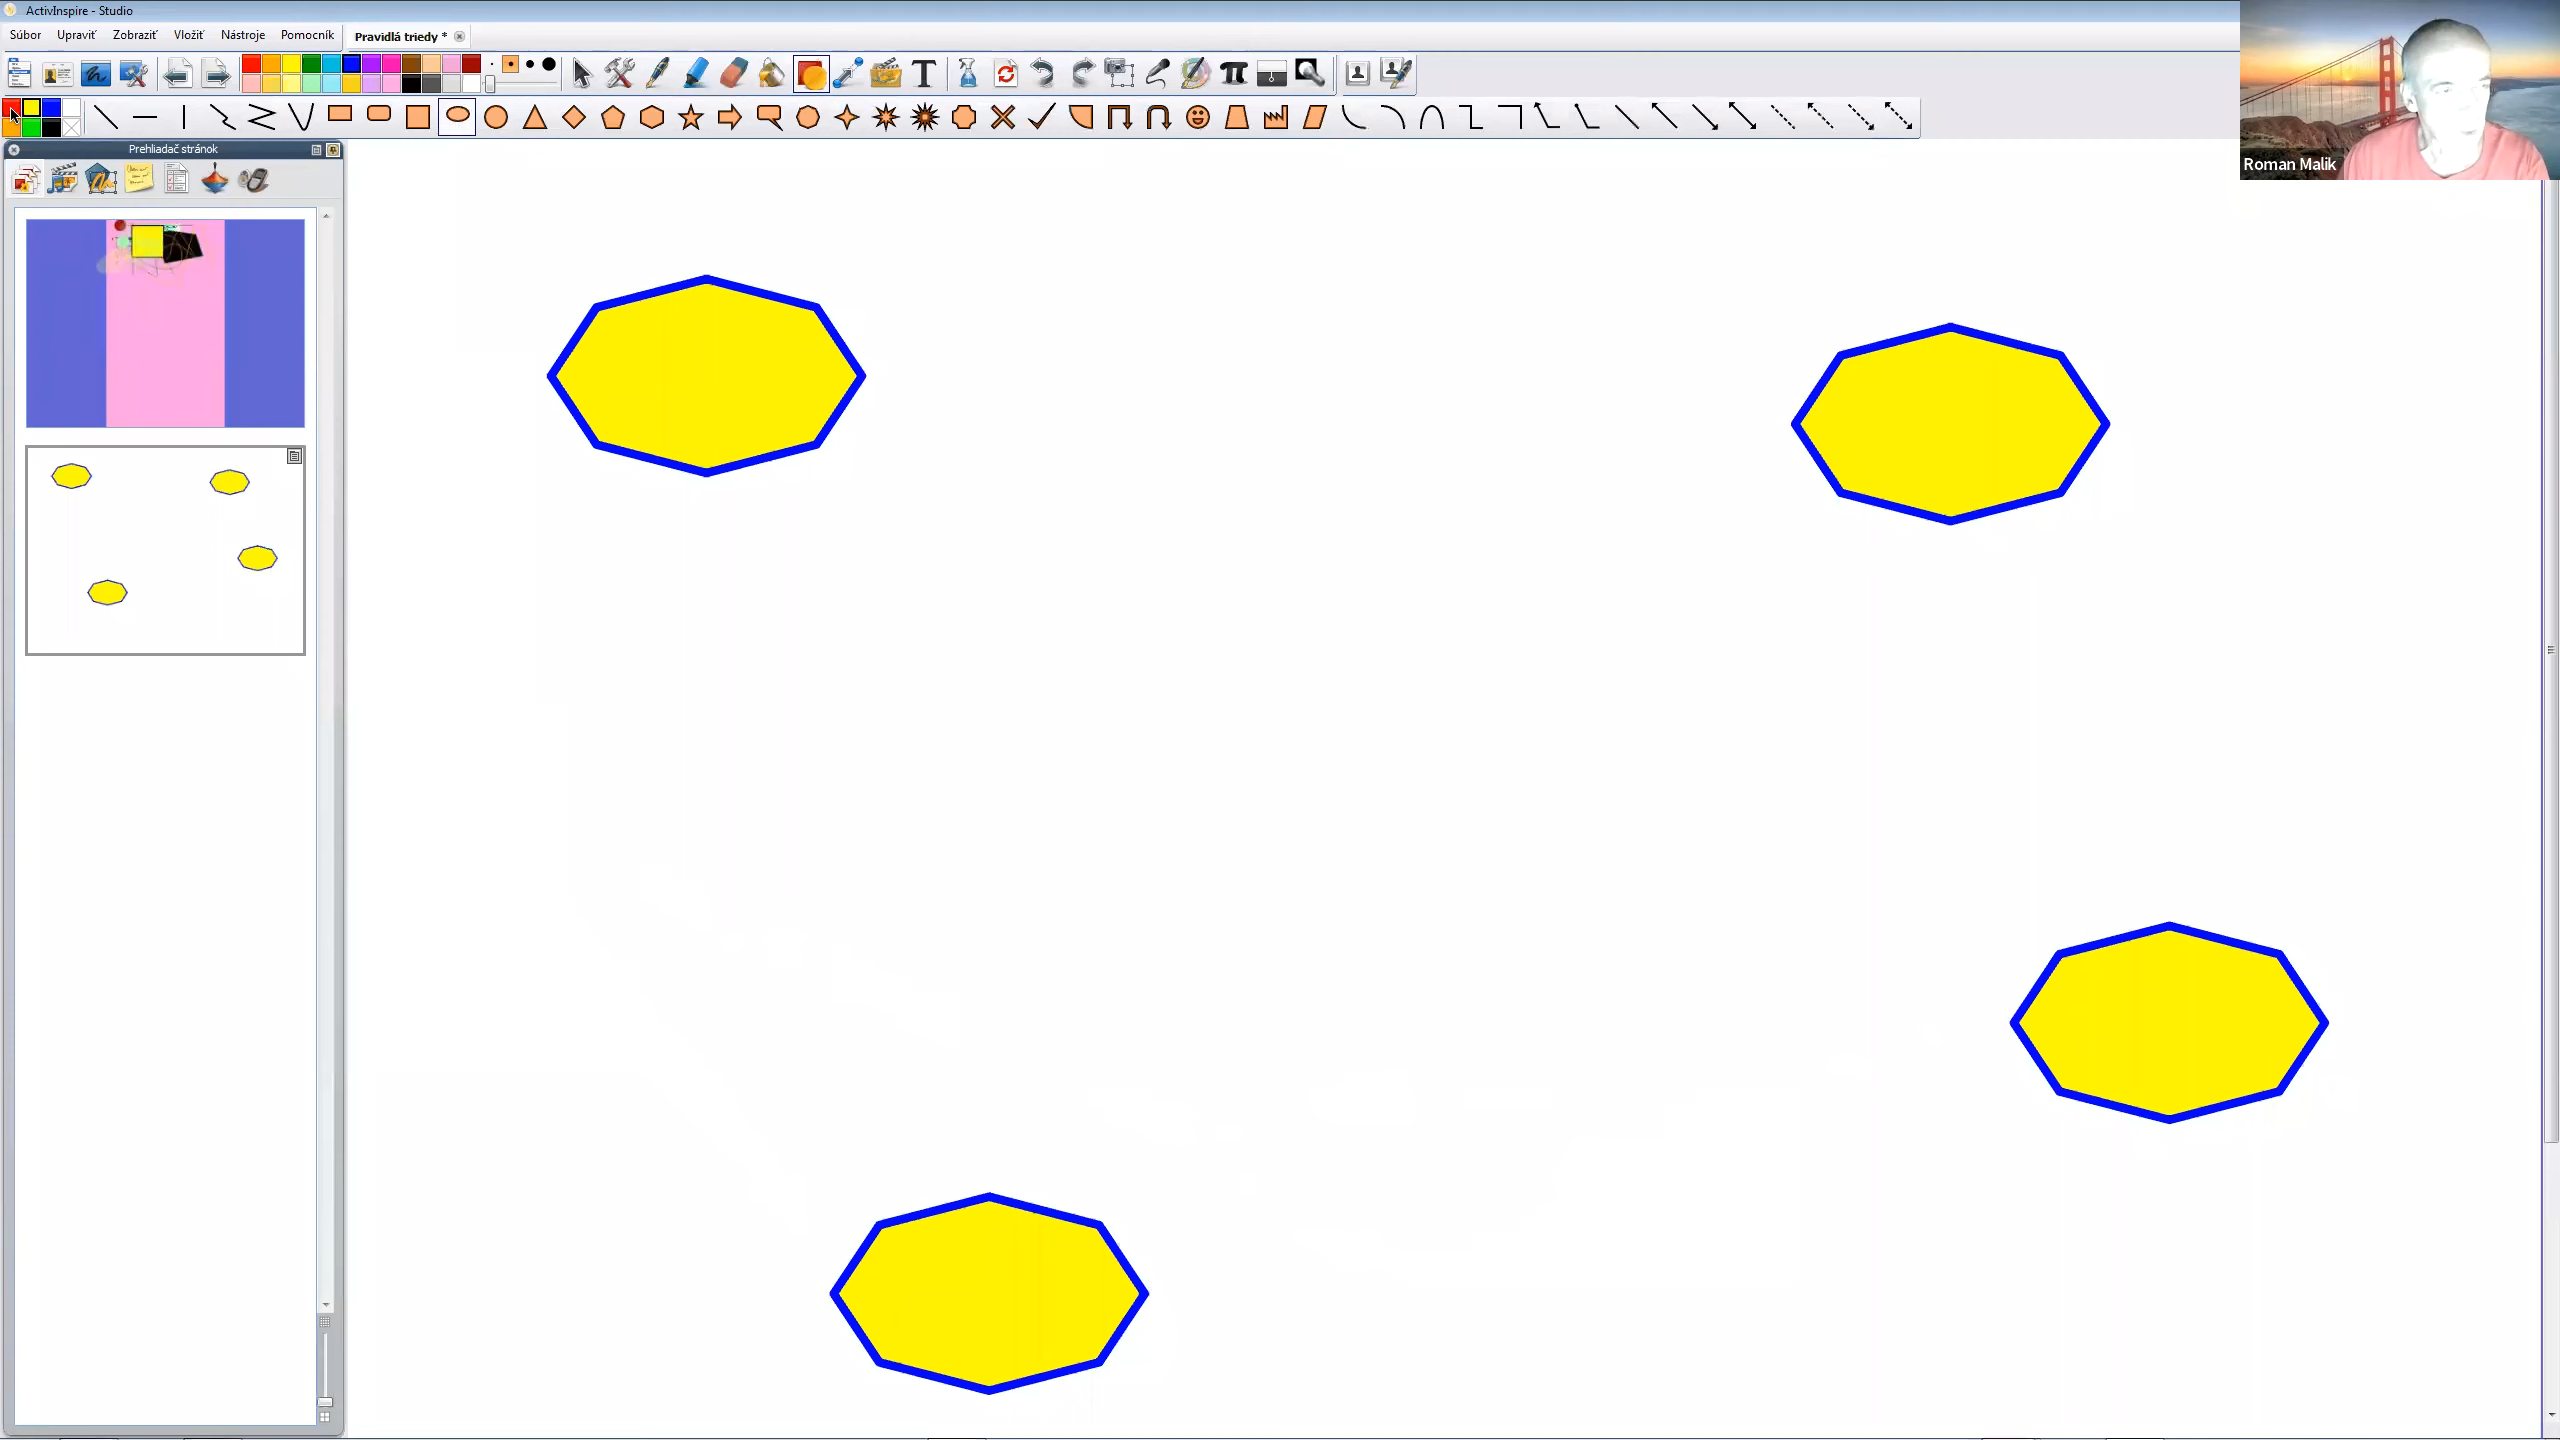 ActivInspire - Studio
Súbor Upraviť Zobraziť Vložiť Nástroje Pomocník
Pravidlá triedy *
T
Prehliadač stránok
Roman Malik